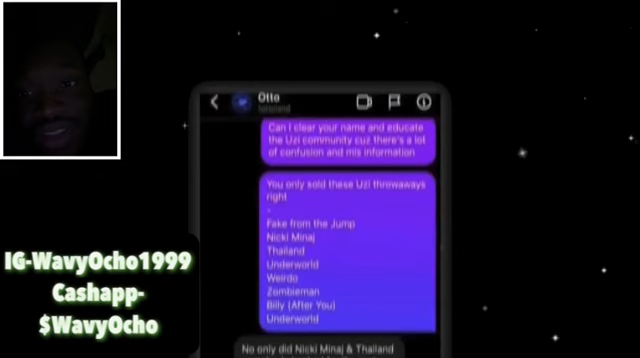 Otto
Can I clear your name and educate
the Uzi community cuz there's a lot
of confusion and mis information
You only sold these Uzi throwaways
right
-
Fake from the Jump
Nicki Minaj
Thailand
Underworld
Weirdo
Zombieman
Billy (After You)
Underworld
No only did Nicki Minaj & Thailand
IG-WavyOcho1999
Cashapp-
$WavyOcho